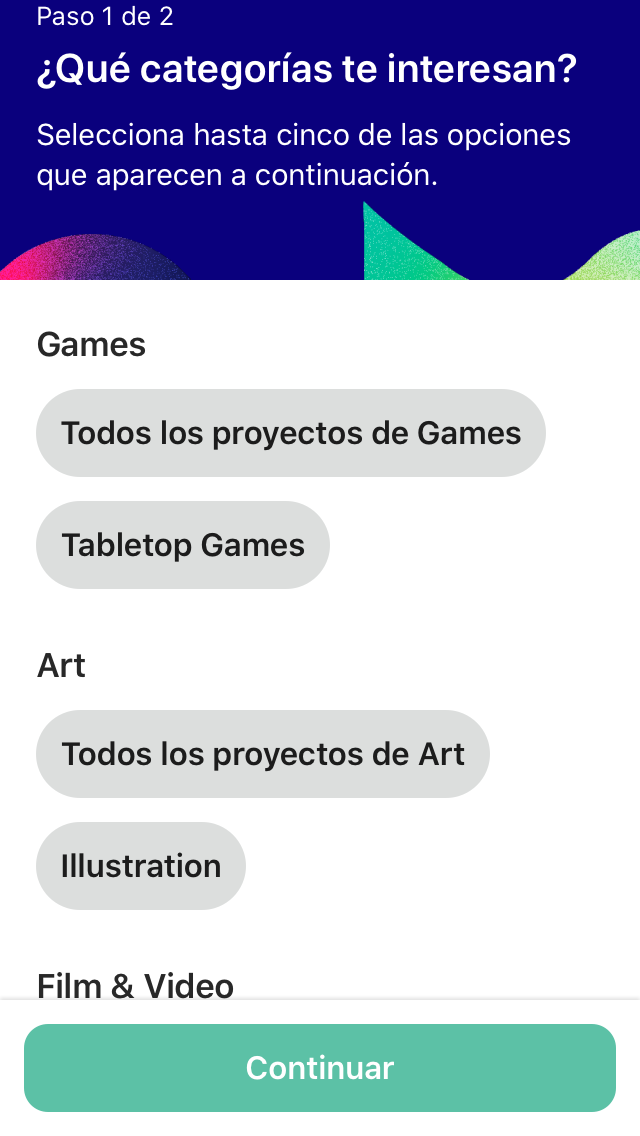 Paso 1 de 2
¿Qué categorías te interesan?
Selecciona hasta cinco de las opciones
que aparecen a continuación.
Games
Todos los proyectos de Games
Tabletop Games
Art
Todos los proyectos de Art
Illustration
Film & Video
Continuar